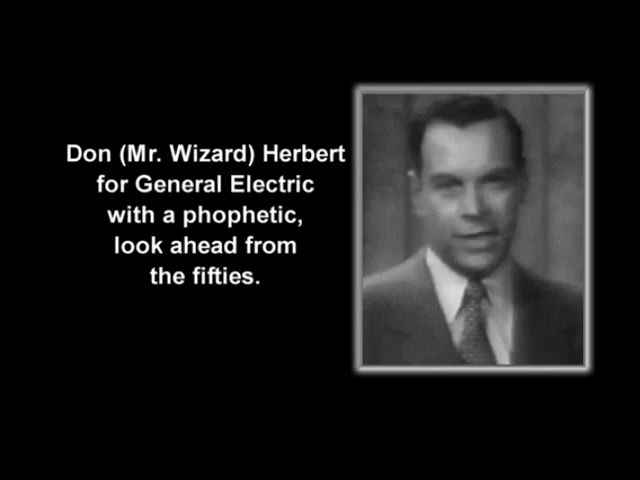 Don (Mr. Wizard) Herbert
for General Electric
with a phophetic,
look ahead from
the fifties.